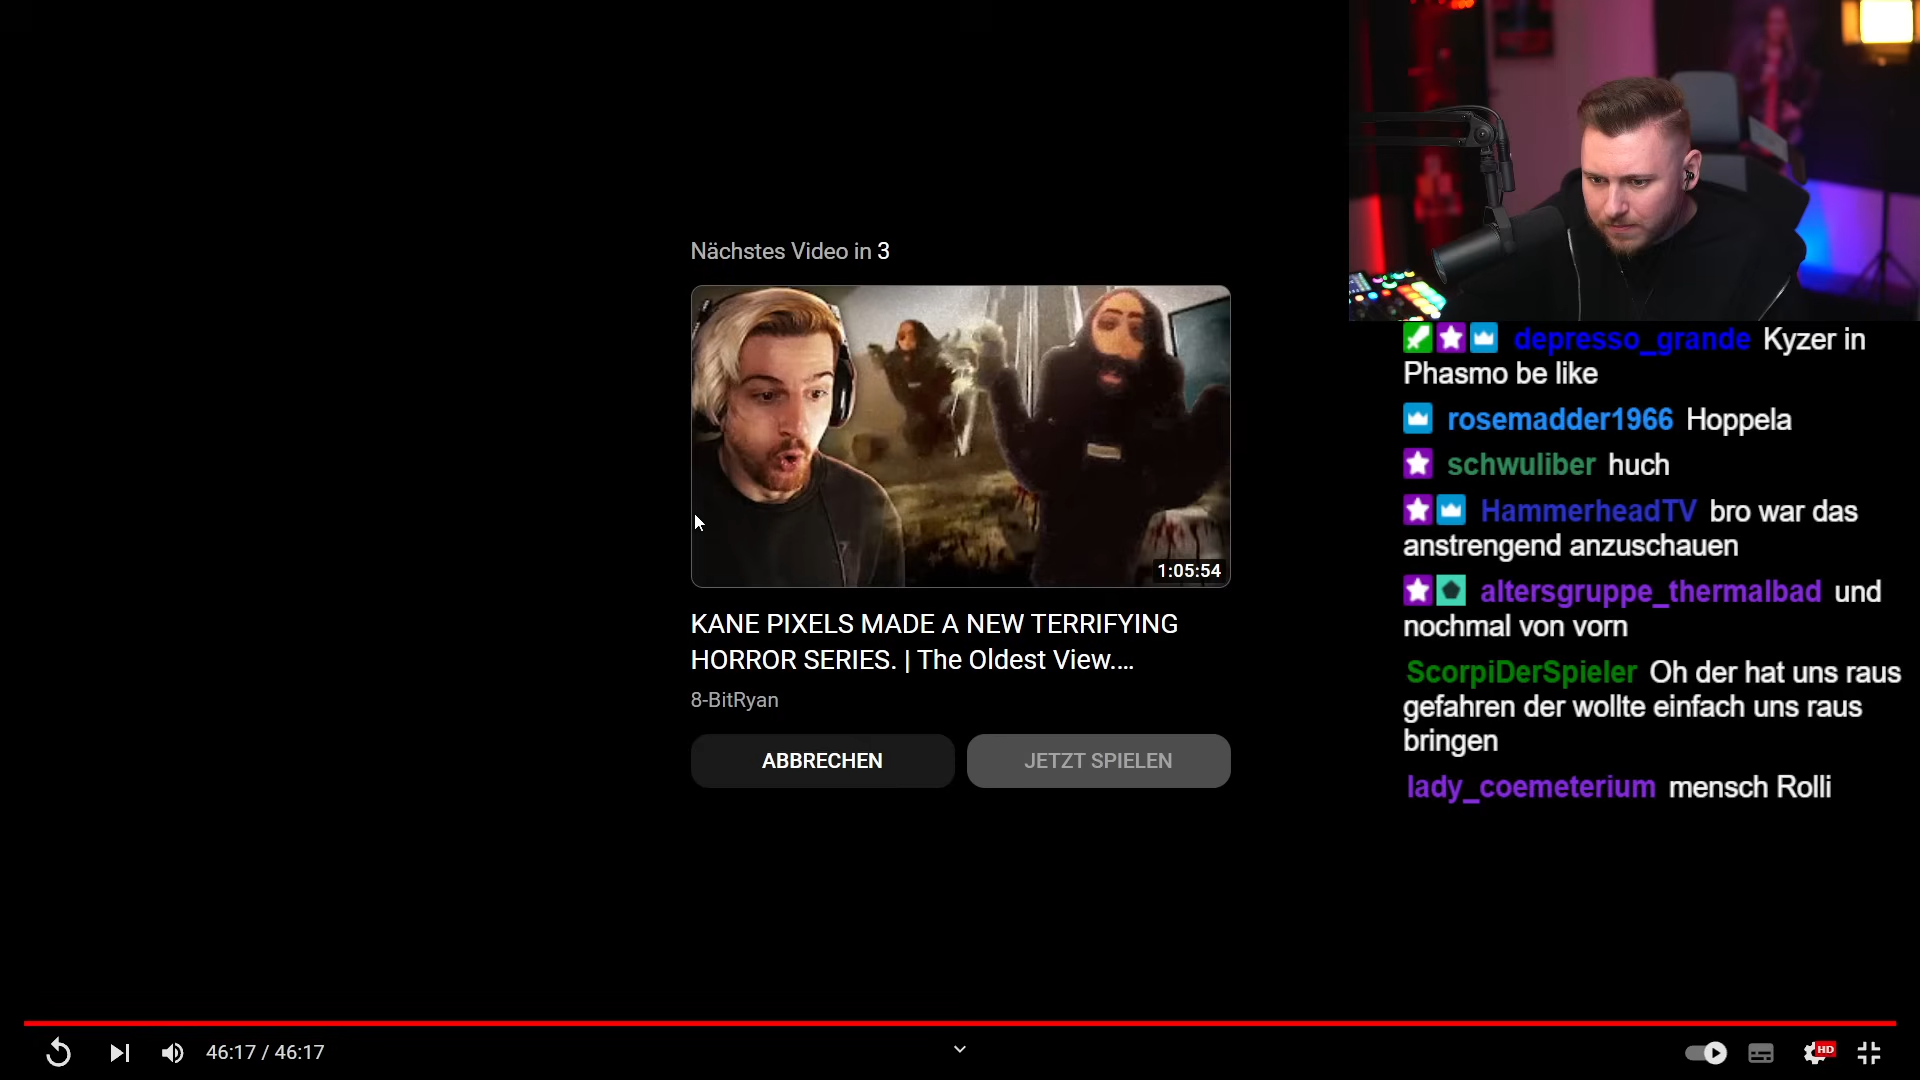 Nächstes Video in 3
1:05:54
KANE PIXELS MADE A NEW TERRIFYING
HORROR SERIES. | The Oldest View....
8-BitRyan
ABBRECHEN
JETZT SPIELEN
depresso_grande Kyzer in
Phasmo be like
rosemadder1966 Hoppela
schwuliber huch
HammerheadTV bro war das
anstrengend anzuschauen
altersgruppe_thermalbad und
nochmal von vorn
ScorpiDerSpieler Oh der hat uns raus
gefahren der wollte einfach uns raus
bringen
lady_coemeterium mensch Rolli
46:17 / 46:17
HD